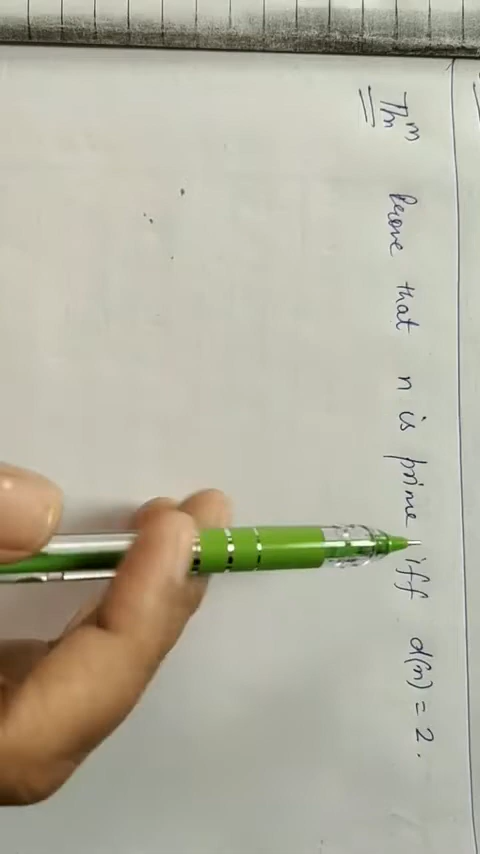 Thm Prove that n is prime iff d(n) = 2.